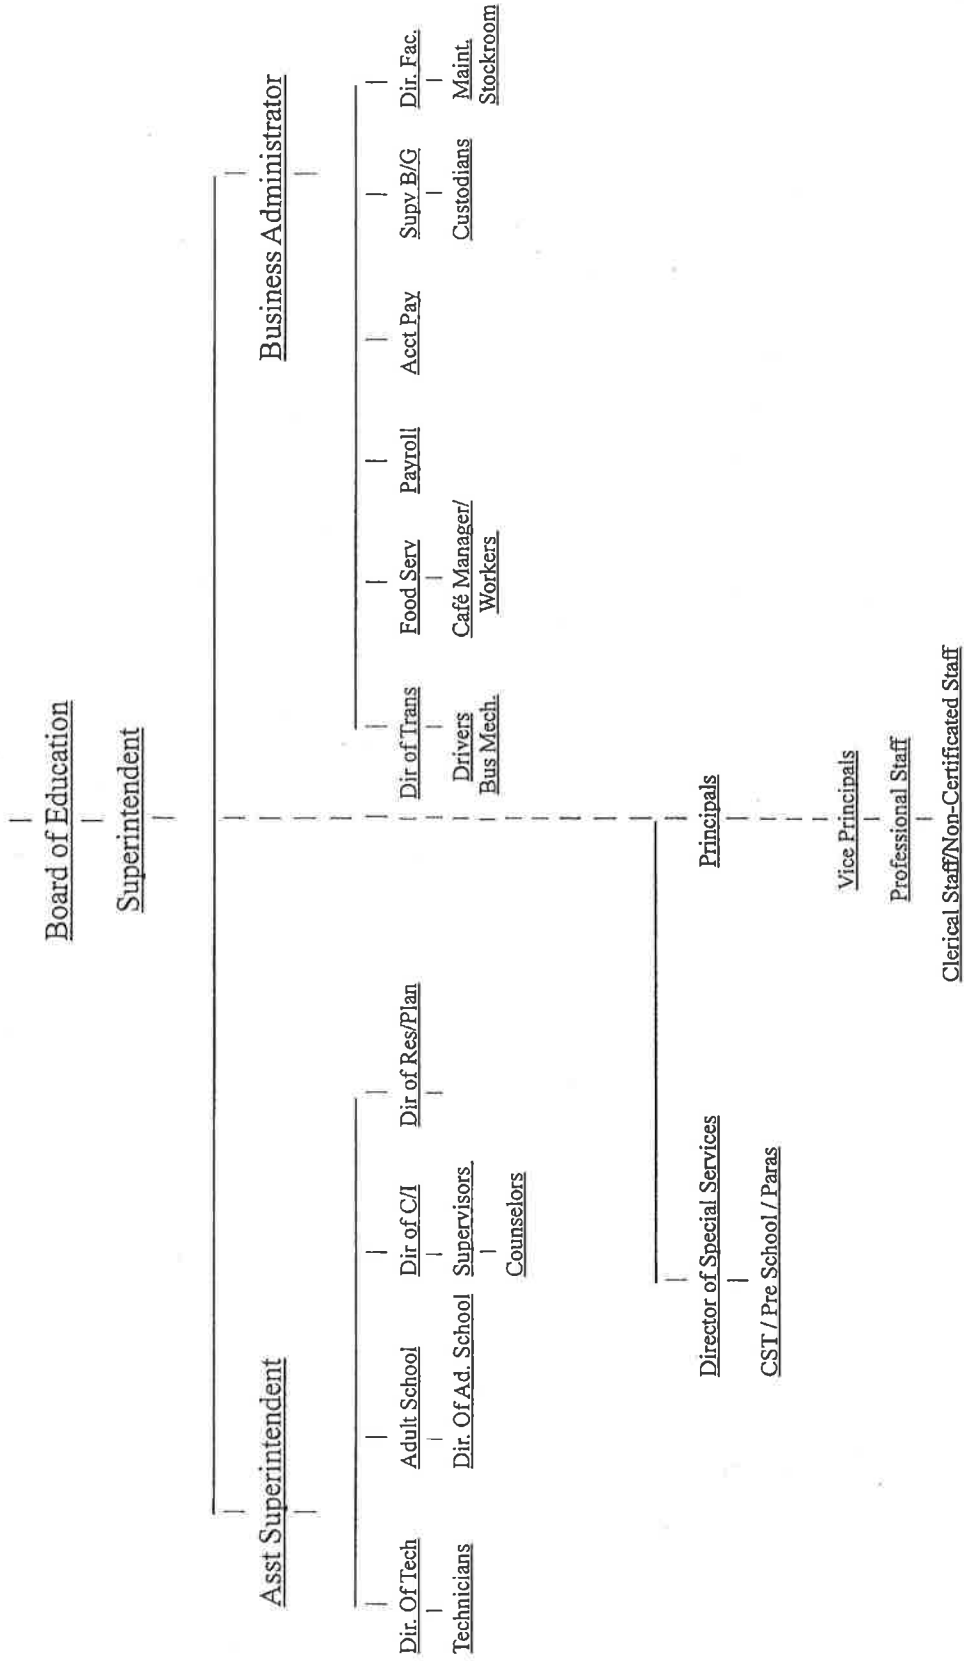 Board of Education
Superintendent
Asst Superintendent
Business Administrator
Dir. Of Tech
Adult School
Dir of C/I
Dir of Res/Plan
Dir of Trans
Food Serv
Payroll
Acct Pay
Supv B/G
Dir. Fac.
Technicians
Dir. Of Ad. School
Supervisors
Counselors
Drivers
Bus Mech.
Café Manager/
Workers
Custodians
Maint.
Stockroom
Director of Special Services
Principals
CST / Pre School / Paras
Vice Principals
Professional Staff
Clerical Staff/Non-Certificated Staff